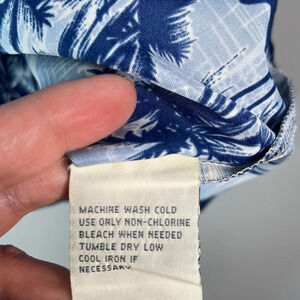 MACHINE WASH COLD
USE ONLY NON-CHLORINE
BLEACH WHEN NEEDED
TUMBLE DRY LOW
COOL IRON IF
NECESSARY